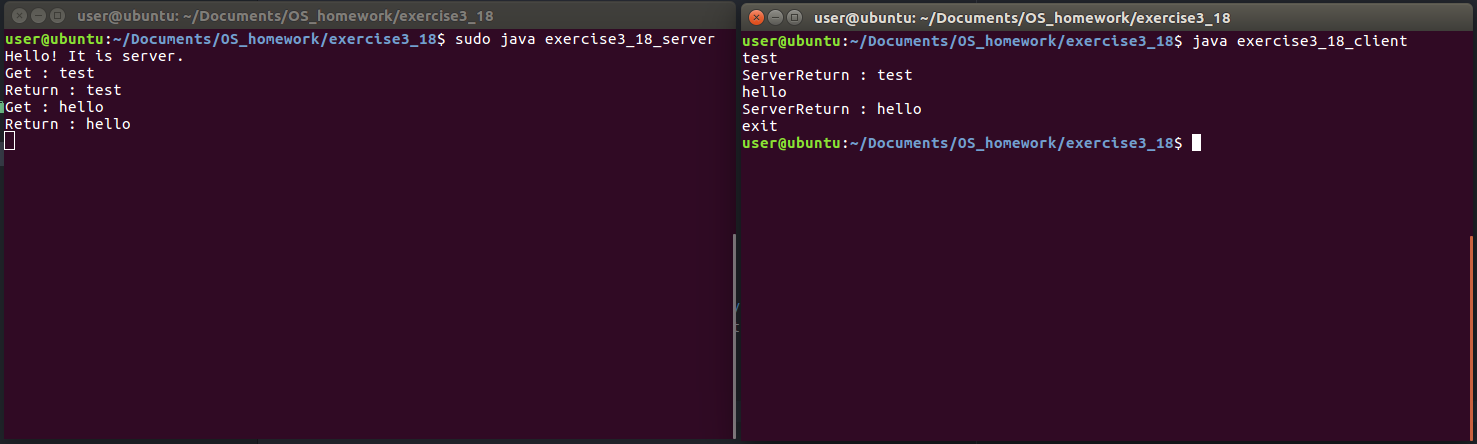 user@ubuntu: ~/Documents/OS_homework/exercise3_18
user@ubuntu:~/Documents/OS_homework/exercise3_18$ sudo java exercise3_18_server
Hello! It is server.
Get : test
Return : test
Get : hello
Return : hello
user@ubuntu: ~/Documents/OS_homework/exercise3_18
user@ubuntu:~/Documents/OS_homework/exercise3_18$ java exercise3_18_client
test
ServerReturn : test
hello
ServerReturn : hello
exit
user@ubuntu:~/Documents/OS_homework/exercise3_18$